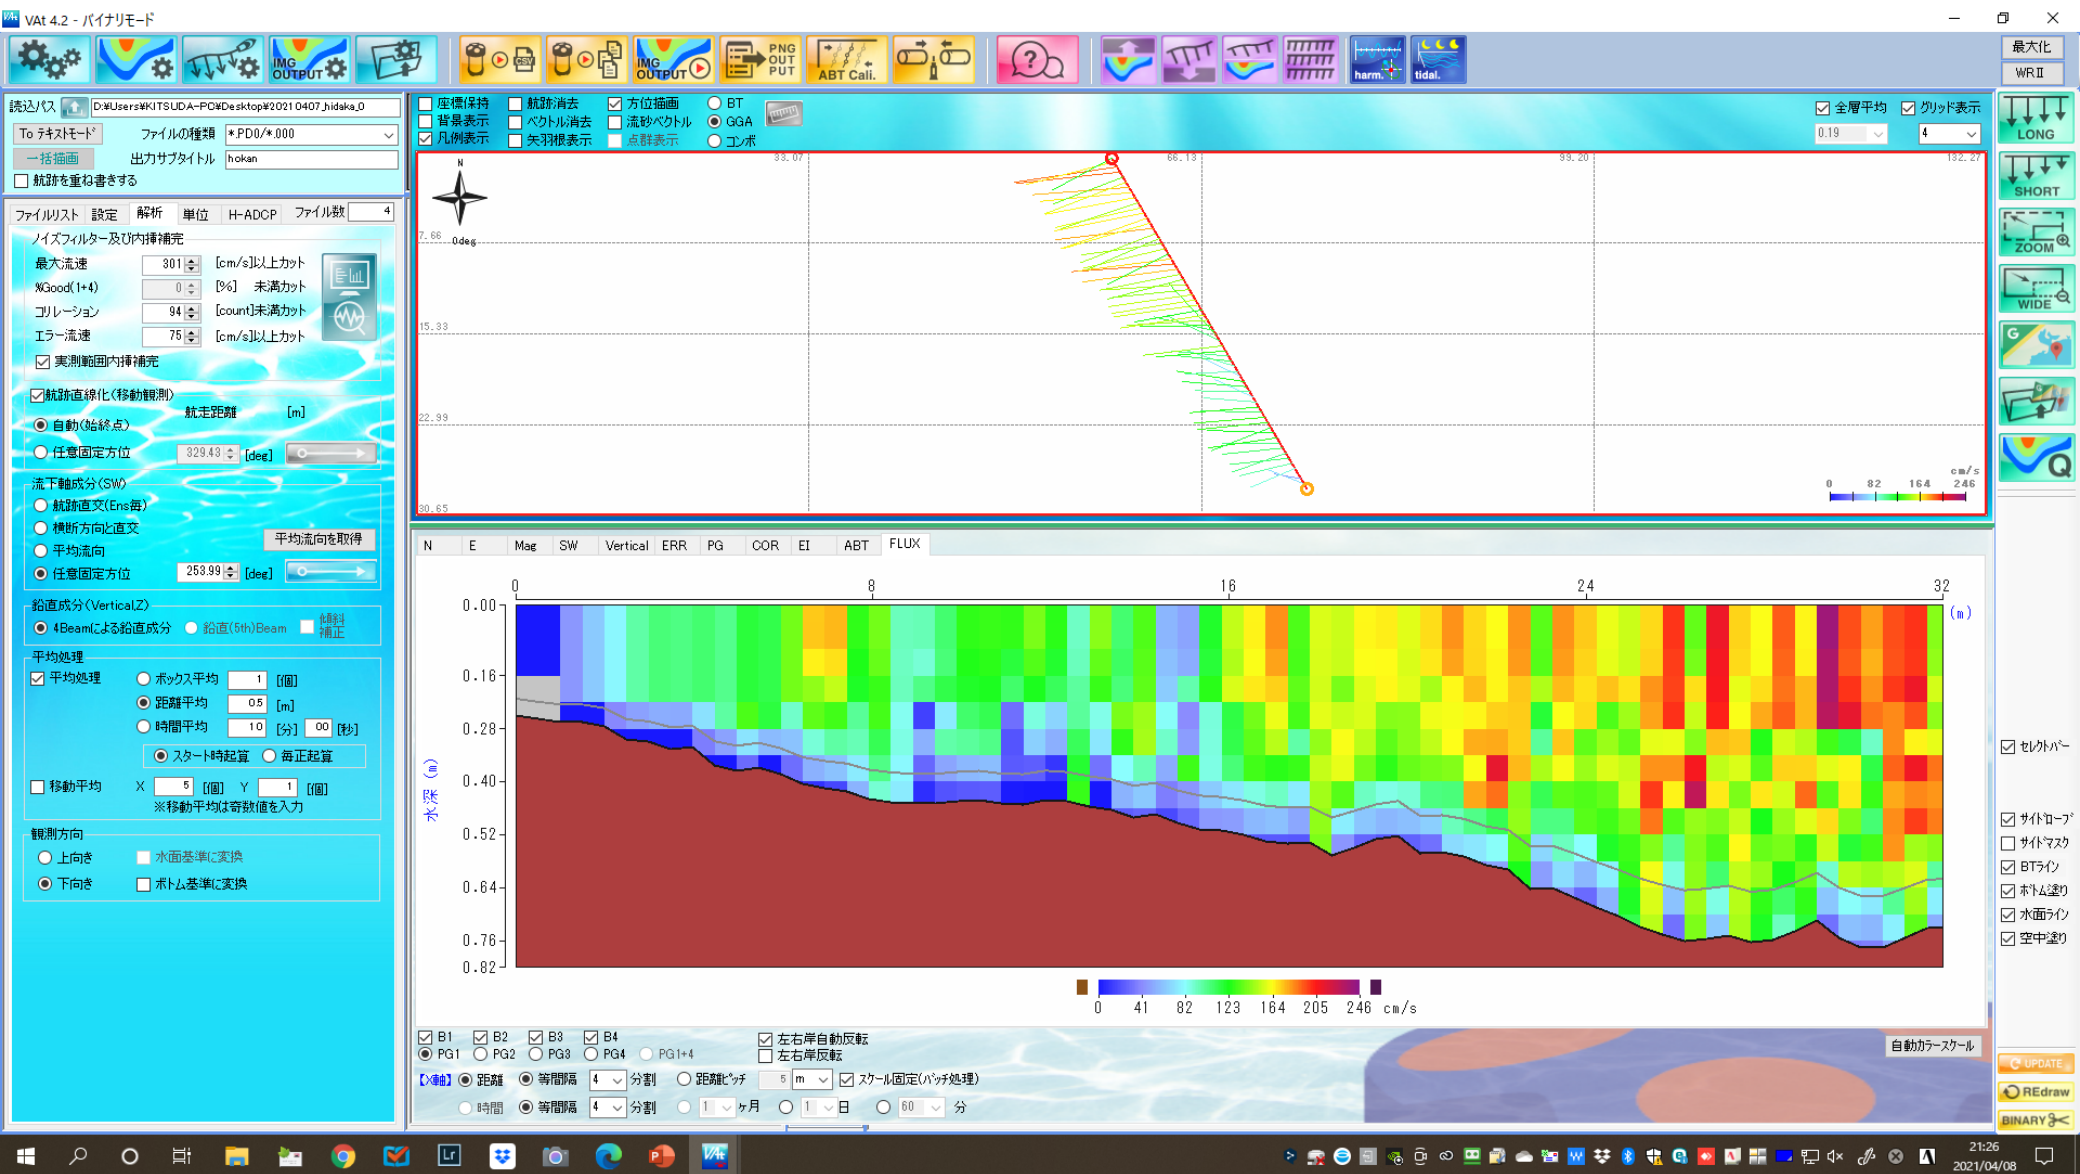 VAt 4.2 - バイナリモード
IMG OUTPUT
CSV
IMG OUTPUT
PNG OUT PUT
ABT Cali.
harm.
tidal.
最大化
WRⅡ
読込パス D:¥Users¥KITSUDA-PC¥Desktop¥20210407_hidaka_0
To テキストモード ファイルの種類 *.PD0/*.000
一括描画 出力サブタイトル hokan
航跡を重ね書きする
座標保持 航跡消去 方位描画 BT
背景表示 ベクトル消去 流砂ベクトル GGA
凡例表示 矢羽根表示 点群表示 コンボ
全層平均 グリッド表示
0.19 4
ファイルリスト 設定 解析 単位 H-ADCP ファイル数 4
ノイズフィルター及び内挿補完
最大流速 301 [cm/s]以上カット
%Good(1+4) 0 [%] 未満カット
コリレーション 94 [count]未満カット
エラー流速 75 [cm/s]以上カット
実測範囲内挿補完
航跡直線化(移動観測)
航走距離 [m]
自動(始終点)
任意固定方位 329.43 [deg]
流下軸成分(SW)
航跡直交(Ens毎)
横断方向と直交
平均流向を取得
平均流向
任意固定方位 253.99 [deg]
鉛直成分(Vertical,Z)
4Beamによる鉛直成分 鉛直(5th)Beam 傾斜補正
平均処理
平均処理 ボックス平均 1 [個]
距離平均 0.5 [m]
時間平均 10 [分] 00 [秒]
スタート時起算 毎正起算
移動平均 X 5 [個] Y 1 [個]
※移動平均は奇数値を入力
観測方向
上向き 水面基準に変換
下向き ボトム基準に変換
33.07 66.13 99.20 132.27
N
7.66 0deg
15.33
22.99
30.65
cm/s
0 82 164 246
N E Mag SW Vertical ERR PG COR EI ABT FLUX
0 8 16 24 32
(m)
0.00
0.16
0.28
0.40
0.52
0.64
0.76
0.82
水深 (m)
0 41 82 123 164 205 246 cm/s
B1 B2 B3 B4 左右岸自動反転
PG1 PG2 PG3 PG4 PG1+4 左右岸反転
自動カラースケール
【X軸】 距離 等間隔 4 分割 距離ピッチ 5 m スケール固定(バッチ処理)
時間 等間隔 4 分割 1 ヶ月 1 日 60 分
LONG
SHORT
ZOOM
WIDE
G
Q
セレクトバー
サイドローブ
サイドマスク
BTライン
ボトム塗り
水面ライン
空中塗り
UPDATE
REdraw
BINARY
Lr
21:26
2021/04/08